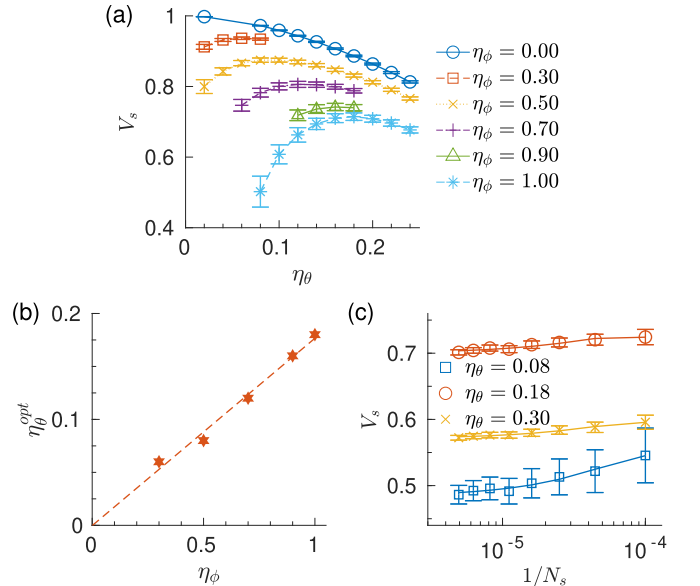 (a)
1
0.8
0.6
0.4
V_s
0
0.1
0.2
η_θ
η_ϕ = 0.00
η_ϕ = 0.30
η_ϕ = 0.50
η_ϕ = 0.70
η_ϕ = 0.90
η_ϕ = 1.00
(b)
0.2
0.1
0
η_θ^{opt}
0
0.5
1
η_ϕ
(c)
0.7
0.6
0.5
V_s
η_θ = 0.08
η_θ = 0.18
η_θ = 0.30
10^{-5}
10^{-4}
1/N_s